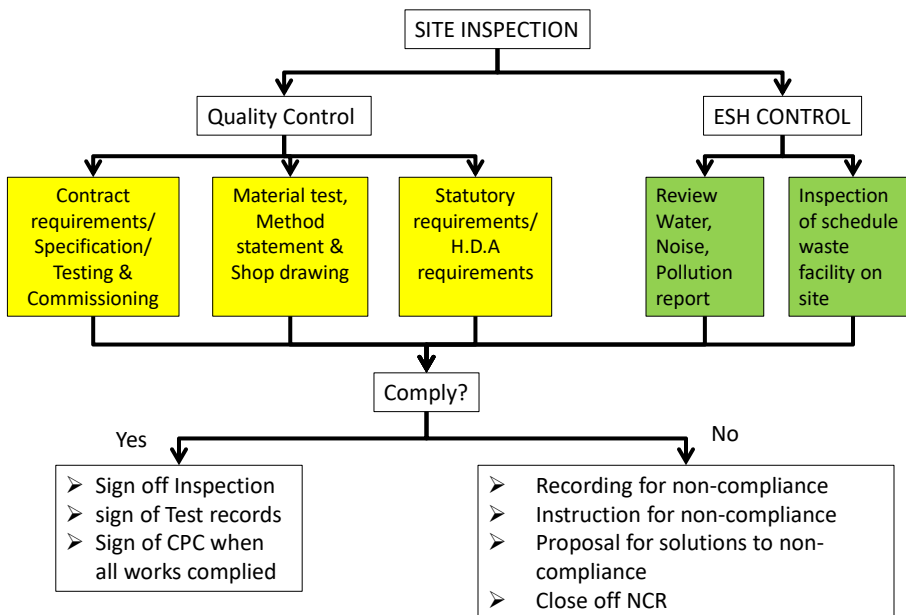 SITE INSPECTION
Quality Control
ESH CONTROL
Contract
requirements/
Specification/
Testing &
Commissioning
Material test,
Method
statement &
Shop drawing
Statutory
requirements/
H.D.A
requirements
Review
Water,
Noise,
Pollution
report
Inspection
of schedule
waste
facility on
site
Comply?
Yes
No
➢ Sign off Inspection
➢ sign of Test records
➢ Sign of CPC when
all works complied
➢ Recording for non-compliance
➢ Instruction for non-compliance
➢ Proposal for solutions to non-
compliance
➢ Close off NCR